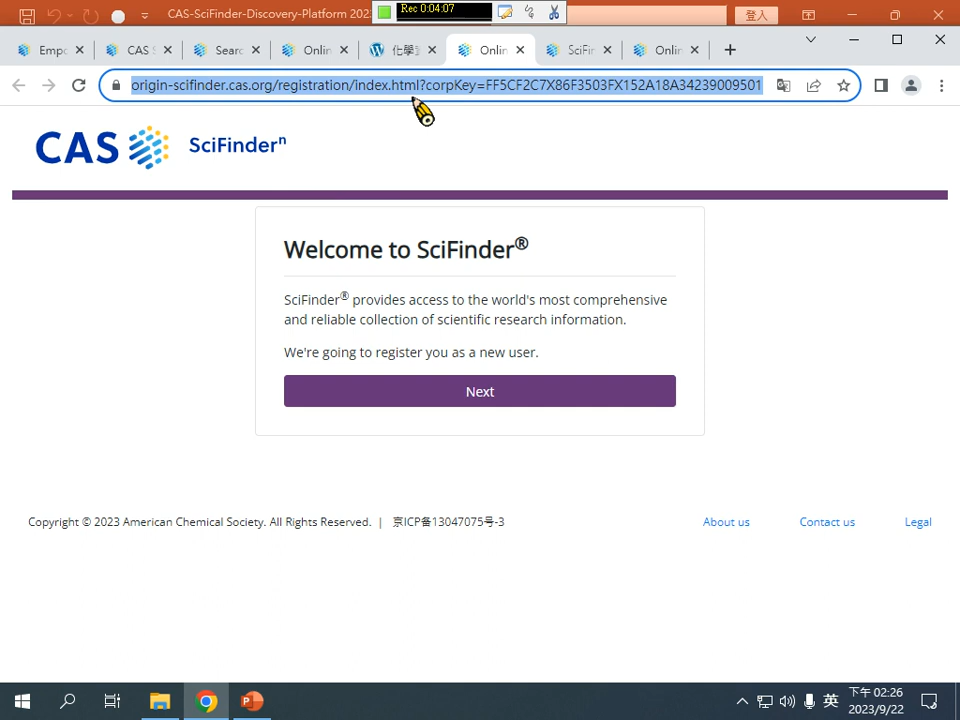 CAS-SciFinder-Discovery-Platform 202
Rec 0:04:07
登入
Empo
CAS S
Searc
Onlin
化學
Onlin
SciFin
Onlin
origin-scifinder.cas.org/registration/index.html?corpKey=FF5CF2C7X86F3503FX152A18A34239009501
CAS SciFinderⁿ
Welcome to SciFinder®
SciFinder® provides access to the world's most comprehensive
and reliable collection of scientific research information.
We're going to register you as a new user.
Next
Copyright © 2023 American Chemical Society. All Rights Reserved. | 京ICP备13047075号-3
About us
Contact us
Legal
英
下午 02:26
2023/9/22